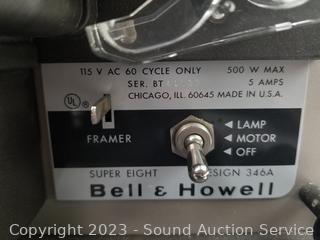 115 V AC 60 CYCLE ONLY 500 W MAX
SER. BT 5 AMPS
CHICAGO, ILL. 60645 MADE IN U.S.A.
UL
FRAMER
LAMP
MOTOR
OFF
SUPER EIGHT DESIGN 346A
Bell & Howell
Copyright 2023 - Sound Auction Service